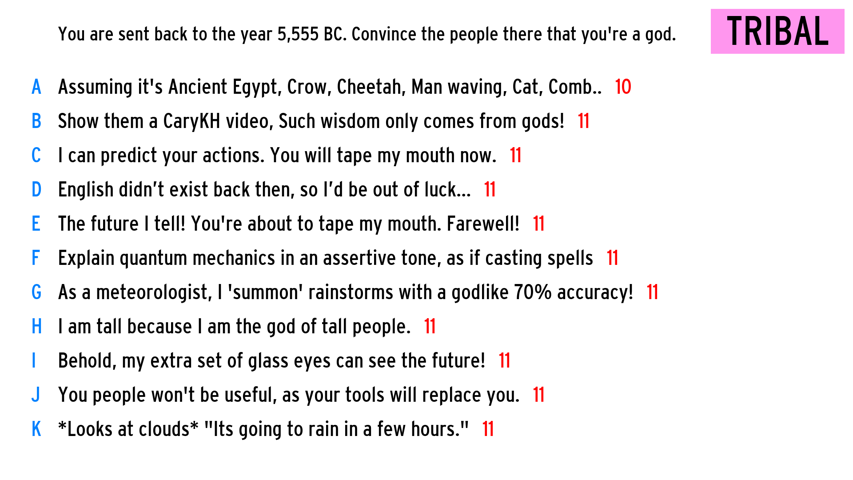 You are sent back to the year 5,555 BC. Convince the people there that you're a god.
TRIBAL
A Assuming it's Ancient Egypt, Crow, Cheetah, Man waving, Cat, Comb.. 10
B Show them a CaryKH video, Such wisdom only comes from gods! 11
C I can predict your actions. You will tape my mouth now. 11
D English didn’t exist back then, so I’d be out of luck... 11
E The future I tell! You're about to tape my mouth. Farewell! 11
F Explain quantum mechanics in an assertive tone, as if casting spells 11
G As a meteorologist, I 'summon' rainstorms with a godlike 70% accuracy! 11
H I am tall because I am the god of tall people. 11
I Behold, my extra set of glass eyes can see the future! 11
J You people won't be useful, as your tools will replace you. 11
K *Looks at clouds* "Its going to rain in a few hours." 11